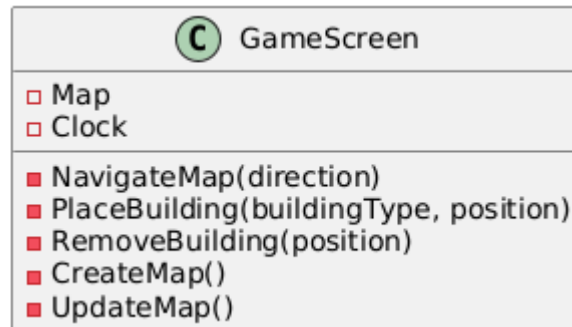 C GameScreen
Map
Clock
NavigateMap(direction)
PlaceBuilding(buildingType, position)
RemoveBuilding(position)
CreateMap()
UpdateMap()